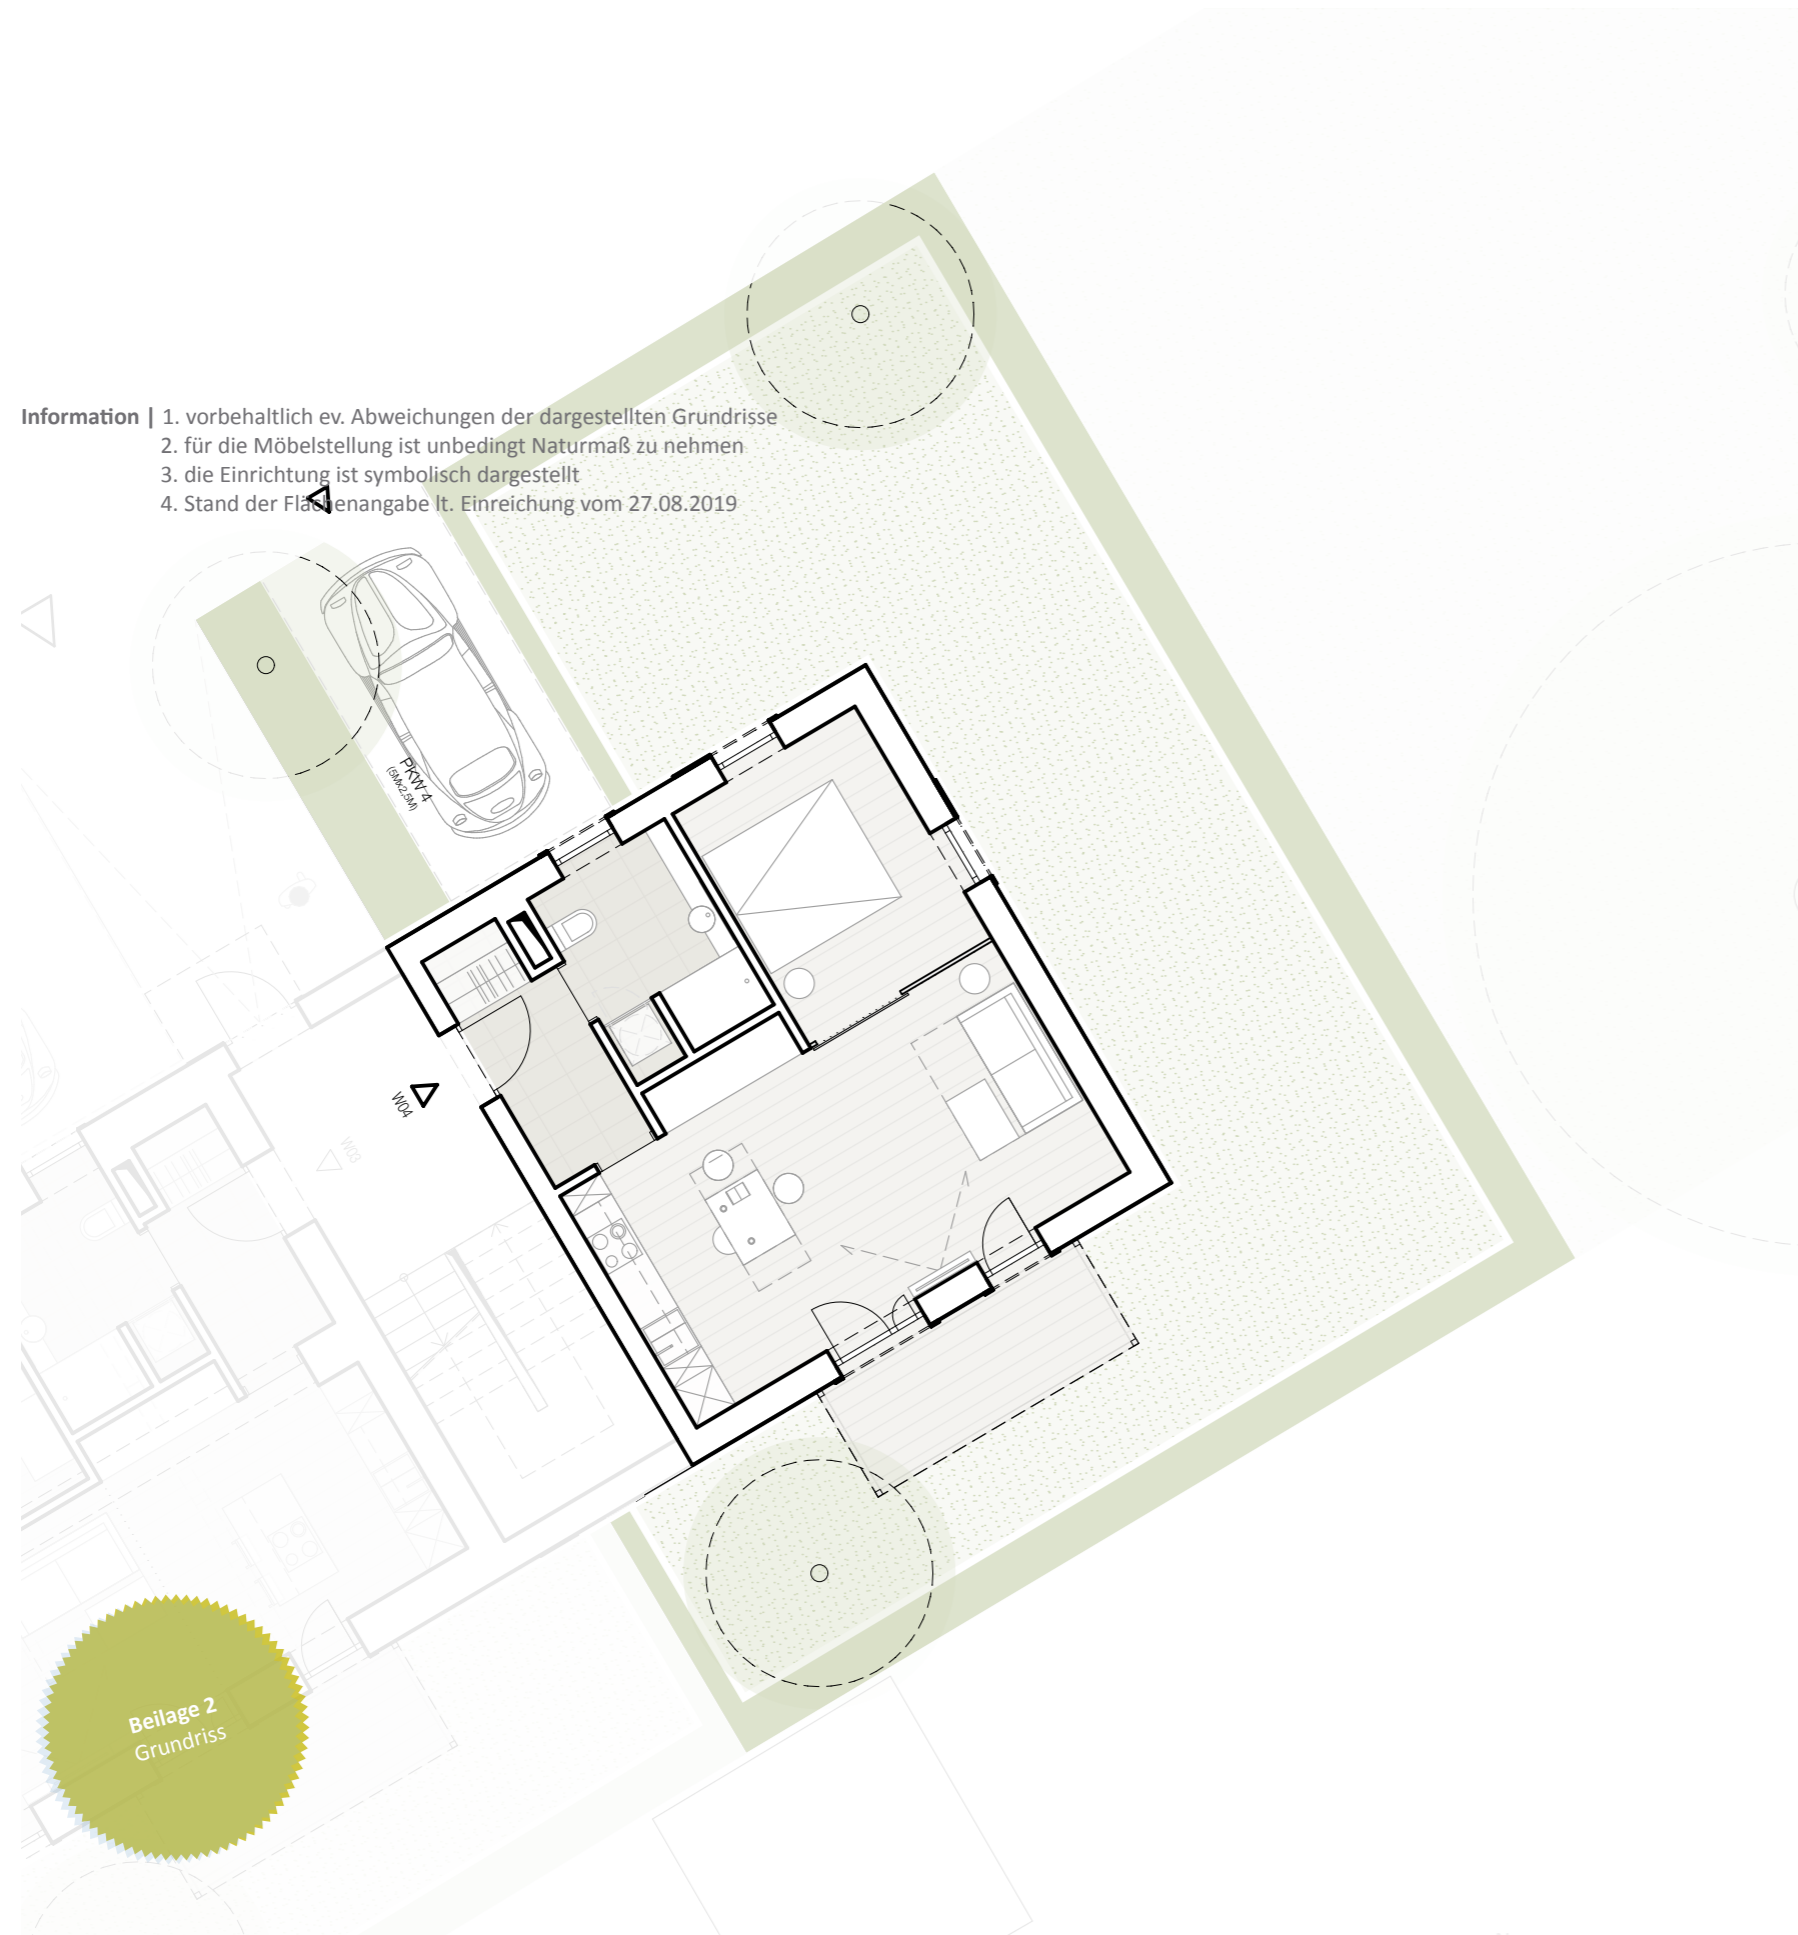 Information | 1. vorbehaltlich ev. Abweichungen der dargestellten Grundrisse
2. für die Möbelstellung ist unbedingt Naturmaß zu nehmen
3. die Einrichtung ist symbolisch dargestellt
4. Stand der Flächenangabe lt. Einreichung vom 27.08.2019
PKW 4
(5Mx2,5M)
W04
W03
Beilage 2
Grundriss